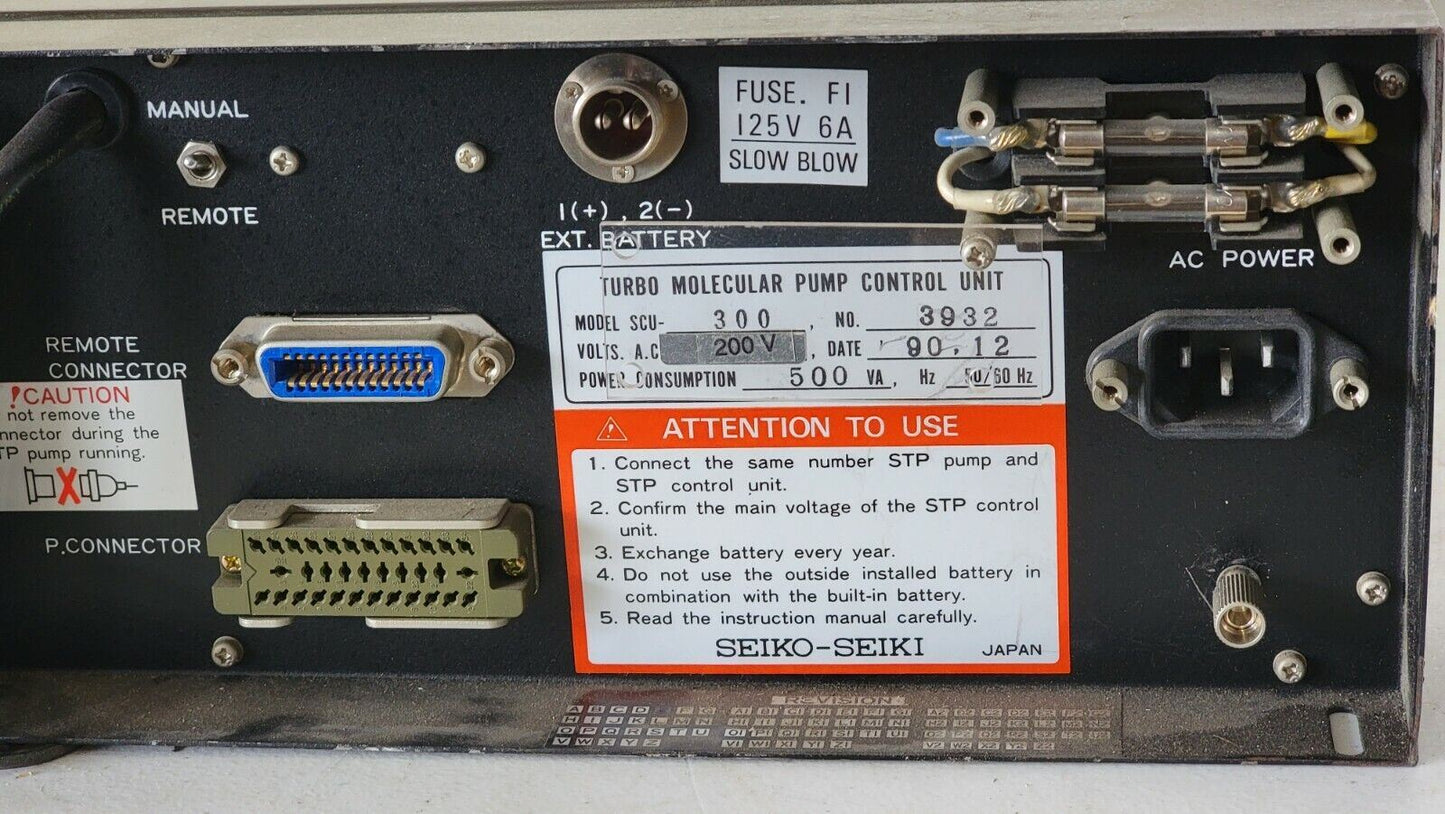 MANUAL
REMOTE
REMOTE
CONNECTOR
!CAUTION
not remove the
nnector during the
TP pump running.
P.CONNECTOR
1(+) , 2(-)
EXT. BATTERY
FUSE. F1
125V 6A
SLOW BLOW
AC POWER
TURBO MOLECULAR PUMP CONTROL UNIT
MODEL SCU- 300 , NO. 3932
VOLTS. A.C 200V , DATE 90.12
POWER CONSUMPTION 500 VA , Hz 50/60 Hz
ATTENTION TO USE
1. Connect the same number STP pump and
STP control unit.
2. Confirm the main voltage of the STP control
unit.
3. Exchange battery every year.
4. Do not use the outside installed battery in
combination with the built-in battery.
5. Read the instruction manual carefully.
SEIKO-SEIKI JAPAN
REVISION
A B C D E F G
H I J K L M N
O P Q R S T U
V W X Y Z